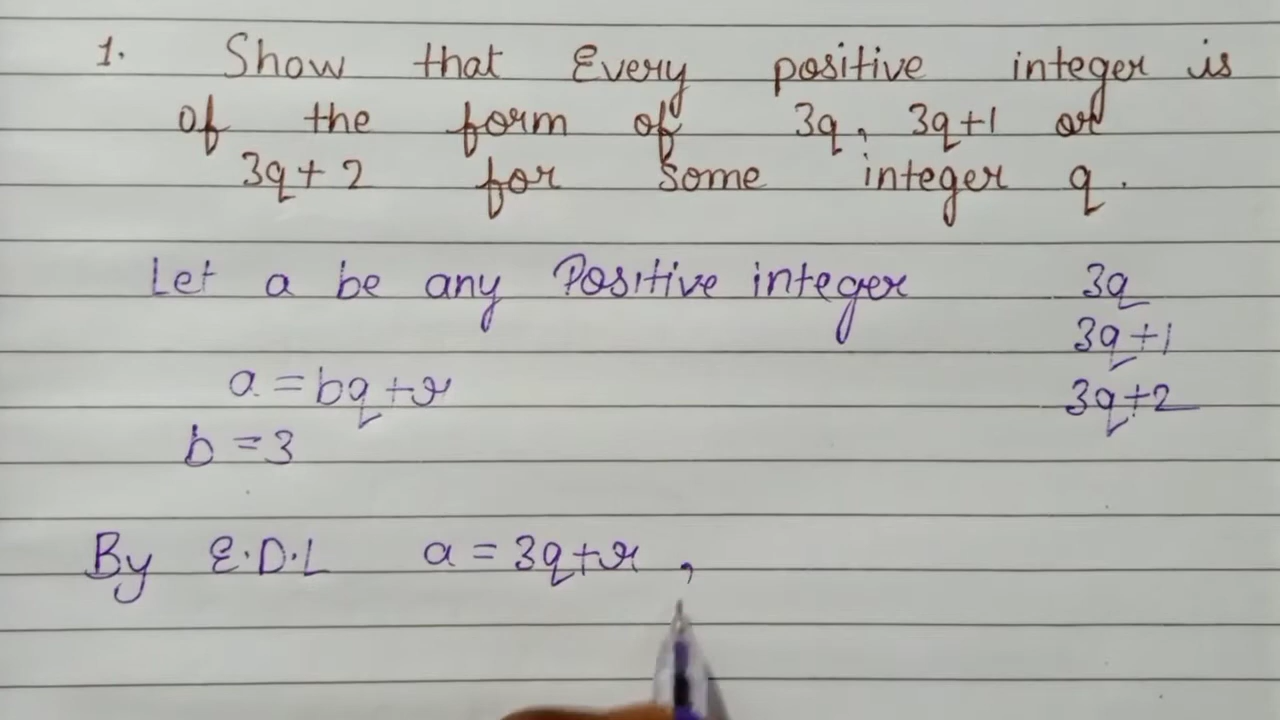 1. Show that Every positive integer is
of the form of 3q, 3q+1 or
3q+2 for some integer q.
Let a be any Positive integer
3q
3q+1
3q+2
a = bq+r
b = 3
By E.D.L a = 3q+r ,